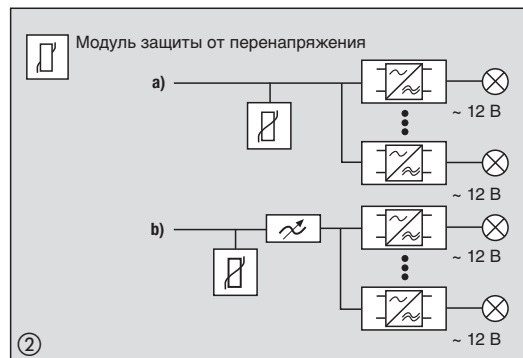 Модуль защиты от перенапряжения
a)
~ 12 В
~ 12 В
b)
~ 12 В
~ 12 В
②